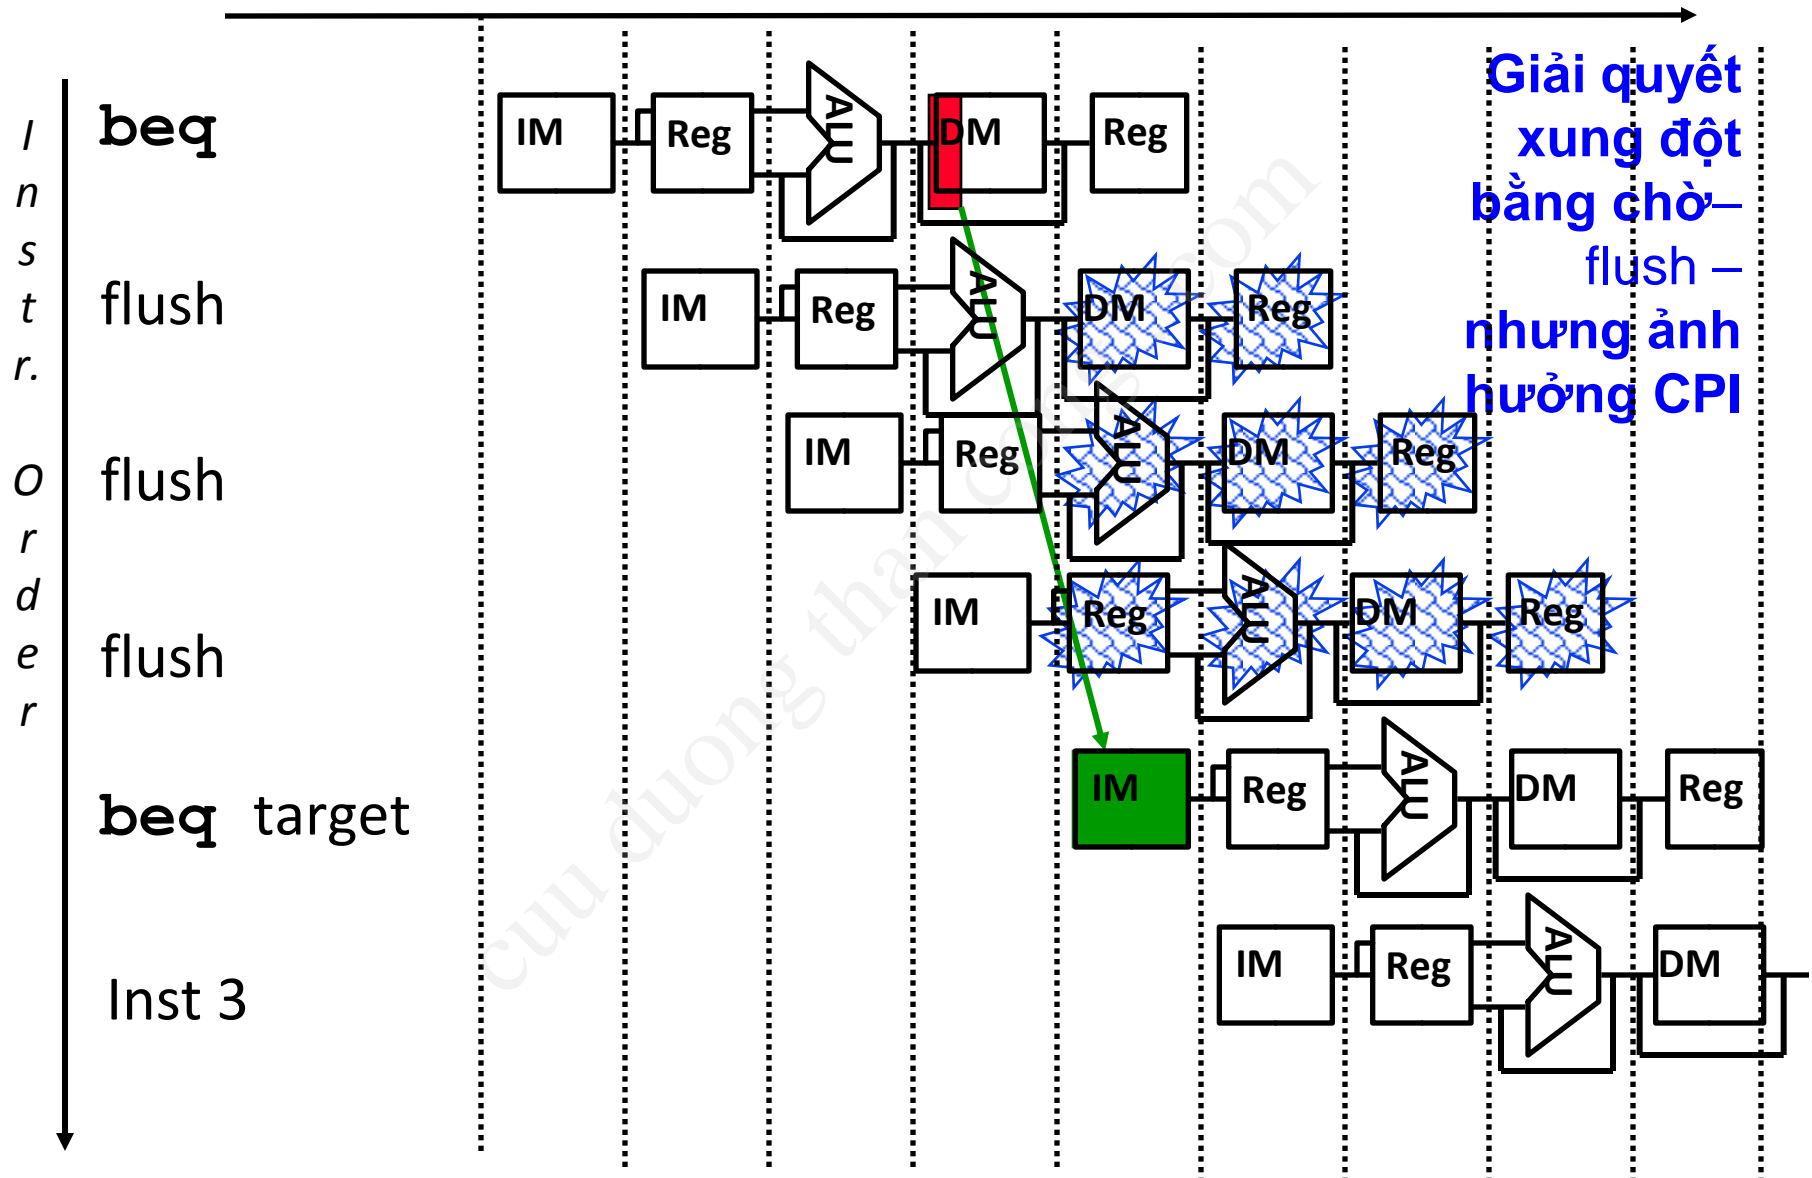 Giải quyết
xung đột
bằng chờ–
flush –
nhưng ảnh
hưởng CPI
Instr. Order
beq
IM Reg ALU DM Reg
flush
IM Reg ALU DM Reg
flush
IM Reg ALU DM Reg
flush
IM Reg ALU DM Reg
beq target
IM Reg ALU DM Reg
Inst 3
IM Reg ALU DM
cuu duong than cong . com